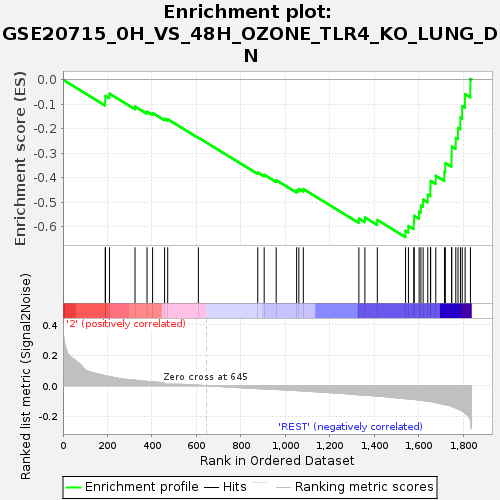 Enrichment plot:
GSE20715_0H_VS_48H_OZONE_TLR4_KO_LUNG_D
N
Enrichment score (ES)
0.0
-0.1
-0.2
-0.3
-0.4
-0.5
-0.6
'2' (positively correlated)
Ranked list metric (Signal2Noise)
0.4
0.2
0.0
-0.2
Zero cross at 645
'REST' (negatively correlated)
0 200 400 600 800 1,000 1,200 1,400 1,600 1,800
Rank in Ordered Dataset
Enrichment profile Hits Ranking metric scores